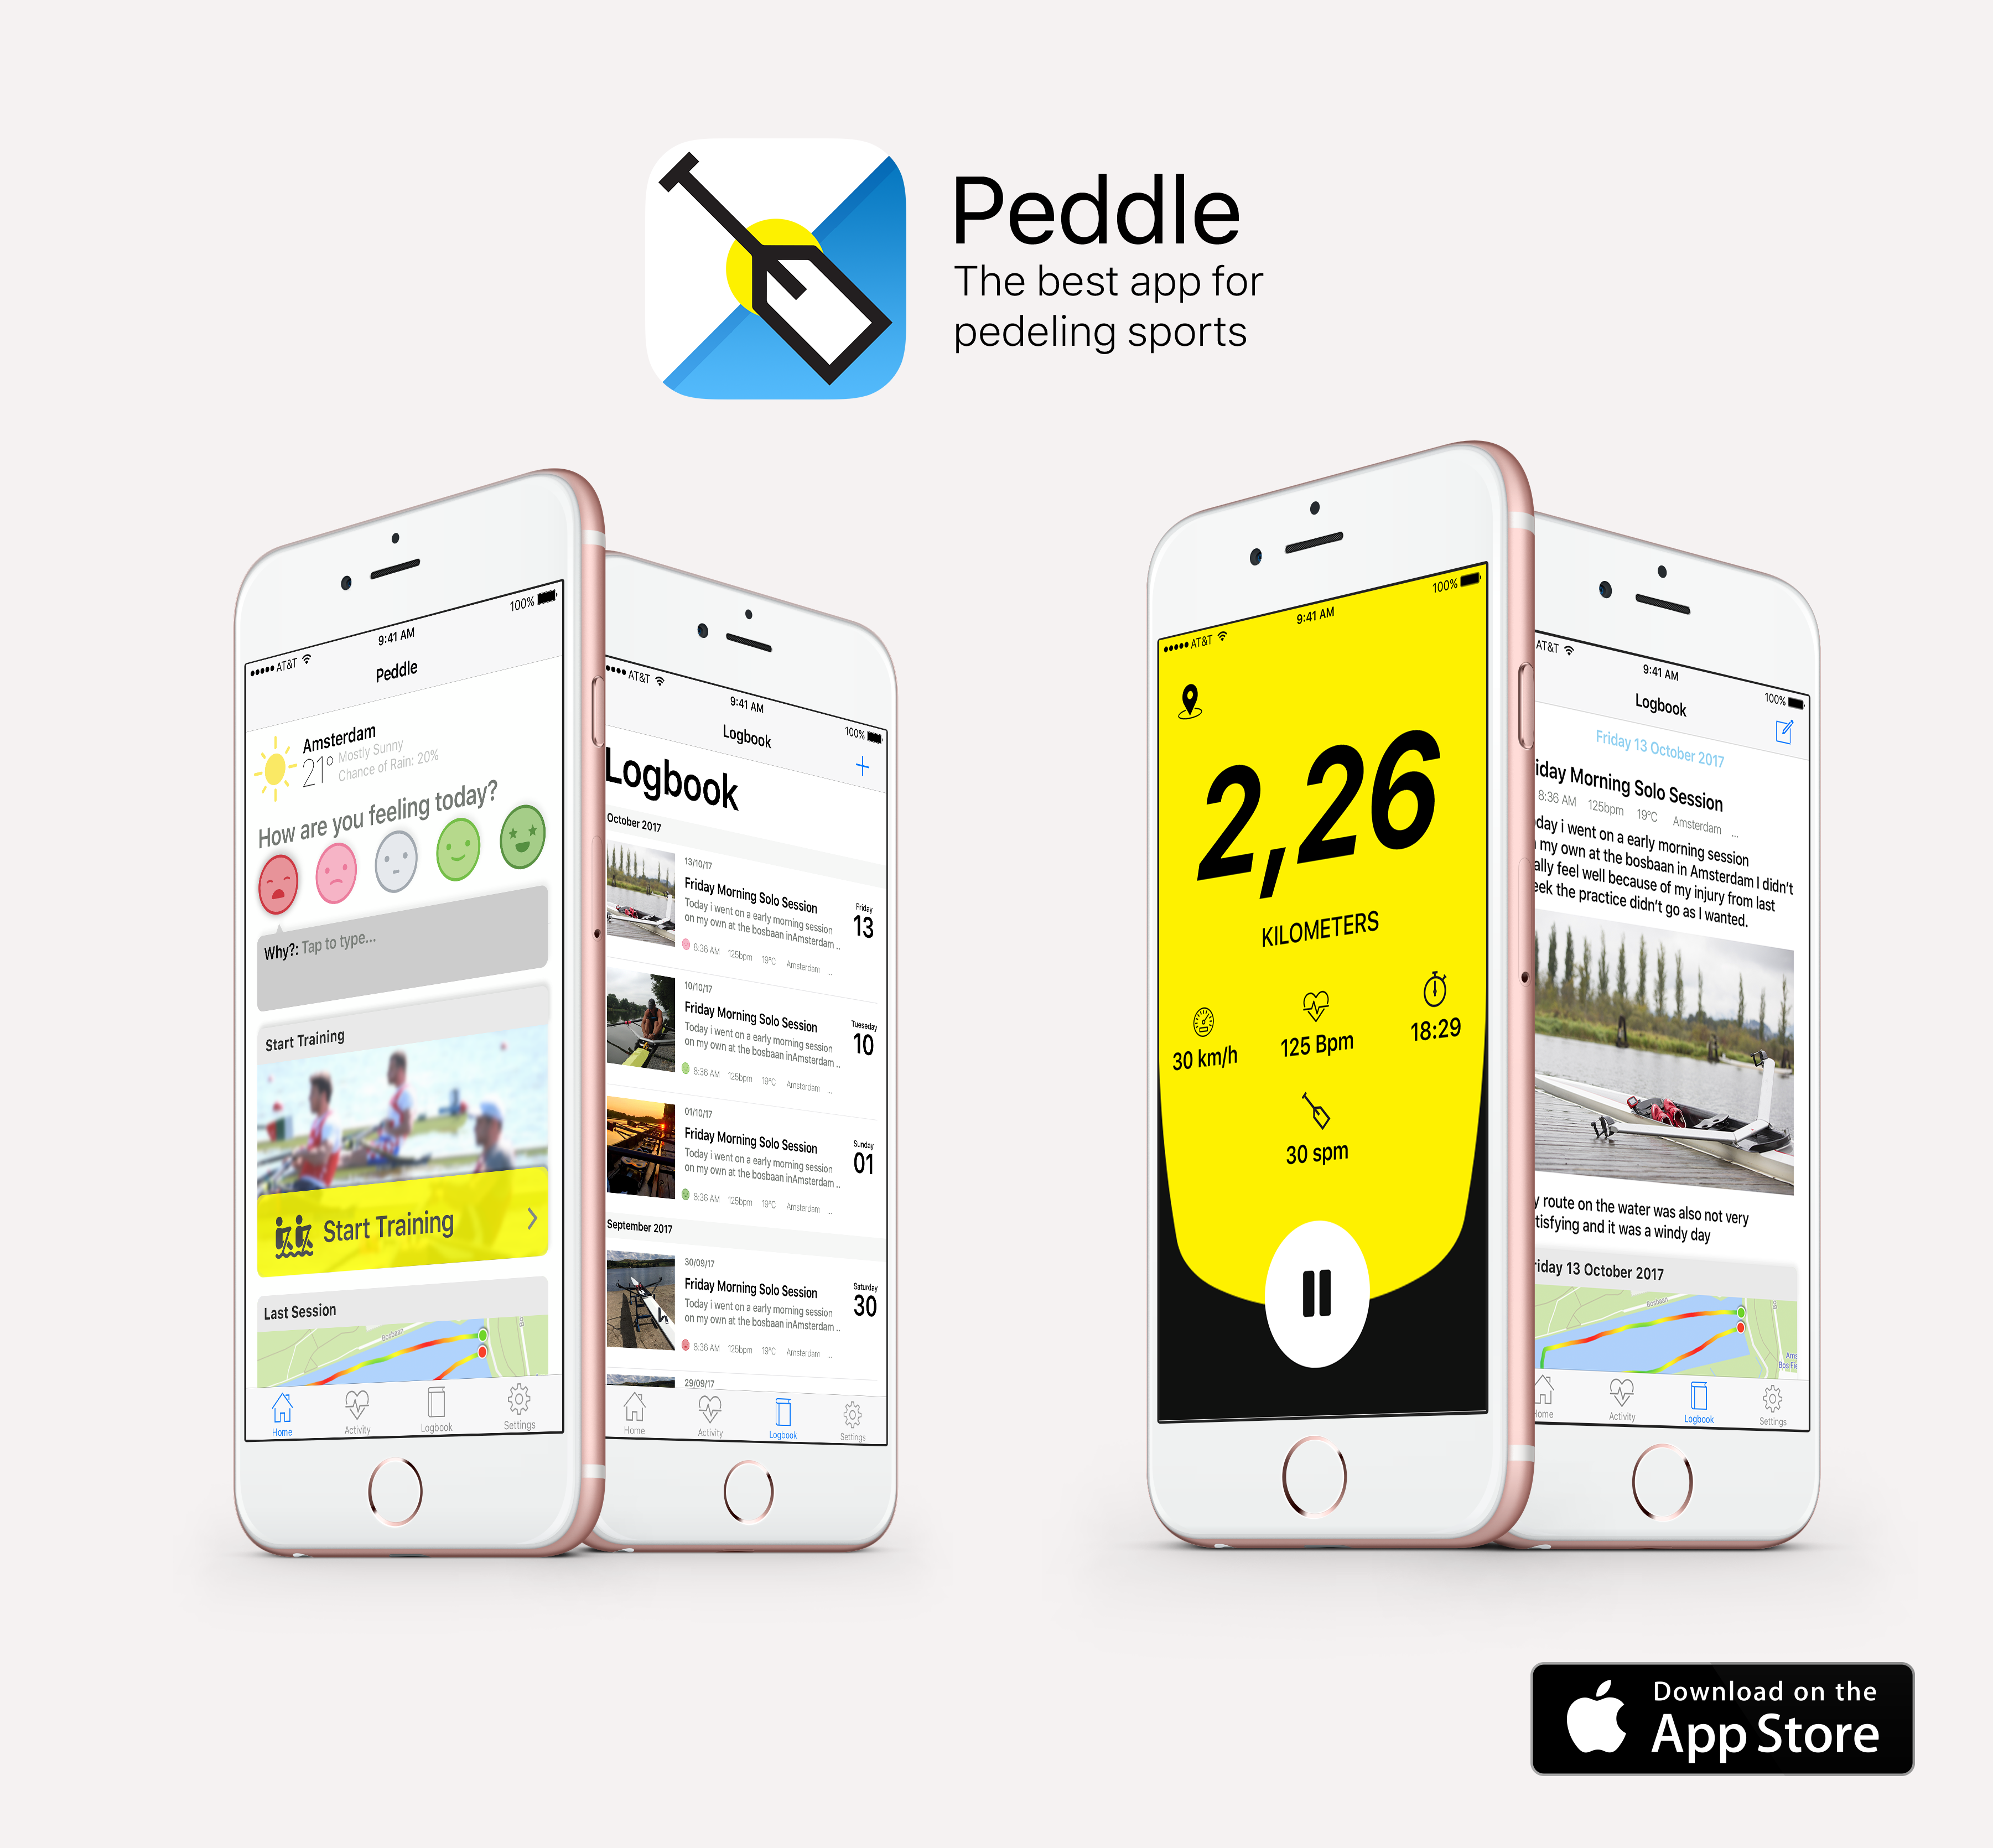 Peddle
The best app for
pedeling sports
AT&T
9:41 AM
100%
Peddle
Amsterdam
21°
Mostly Sunny
Chance of Rain: 20%
How are you feeling today?
Why?: Tap to type...
Start Training
Start Training
Last Session
Bosbaan
Home
Activity
Logbook
Settings
AT&T
9:41 AM
100%
Logbook
Logbook
October 2017
13/10/17
Friday Morning Solo Session
Today i went on a early morning session
on my own at the bosbaan inAmsterdam ..
8:36 AM 125bpm 19°C Amsterdam ...
Friday
13
10/10/17
Friday Morning Solo Session
Today i went on a early morning session
on my own at the bosbaan inAmsterdam ..
8:36 AM 125bpm 19°C Amsterdam ...
Tueseday
10
01/10/17
Friday Morning Solo Session
Today i went on a early morning session
on my own at the bosbaan inAmsterdam ..
8:36 AM 125bpm 19°C Amsterdam ...
Sunday
01
September 2017
30/09/17
Friday Morning Solo Session
Today i went on a early morning session
on my own at the bosbaan inAmsterdam ..
8:36 AM 125bpm 19°C Amsterdam ...
Saturday
30
29/09/17
Home
Activity
Logbook
Settings
AT&T
9:41 AM
100%
2,26
KILOMETERS
30 km/h
125 Bpm
18:29
30 spm
AT&T
9:41 AM
100%
Logbook
Friday 13 October 2017
iday Morning Solo Session
8:36 AM 125bpm 19°C Amsterdam ...
day i went on a early morning session
my own at the bosbaan in Amsterdam I didn't
ally feel well because of my injury from last
eek the practice didn't go as I wanted.
y route on the water was also not very
tisfying and it was a windy day
riday 13 October 2017
Bosbaan
Home
Activity
Logbook
Settings
Download on the
App Store